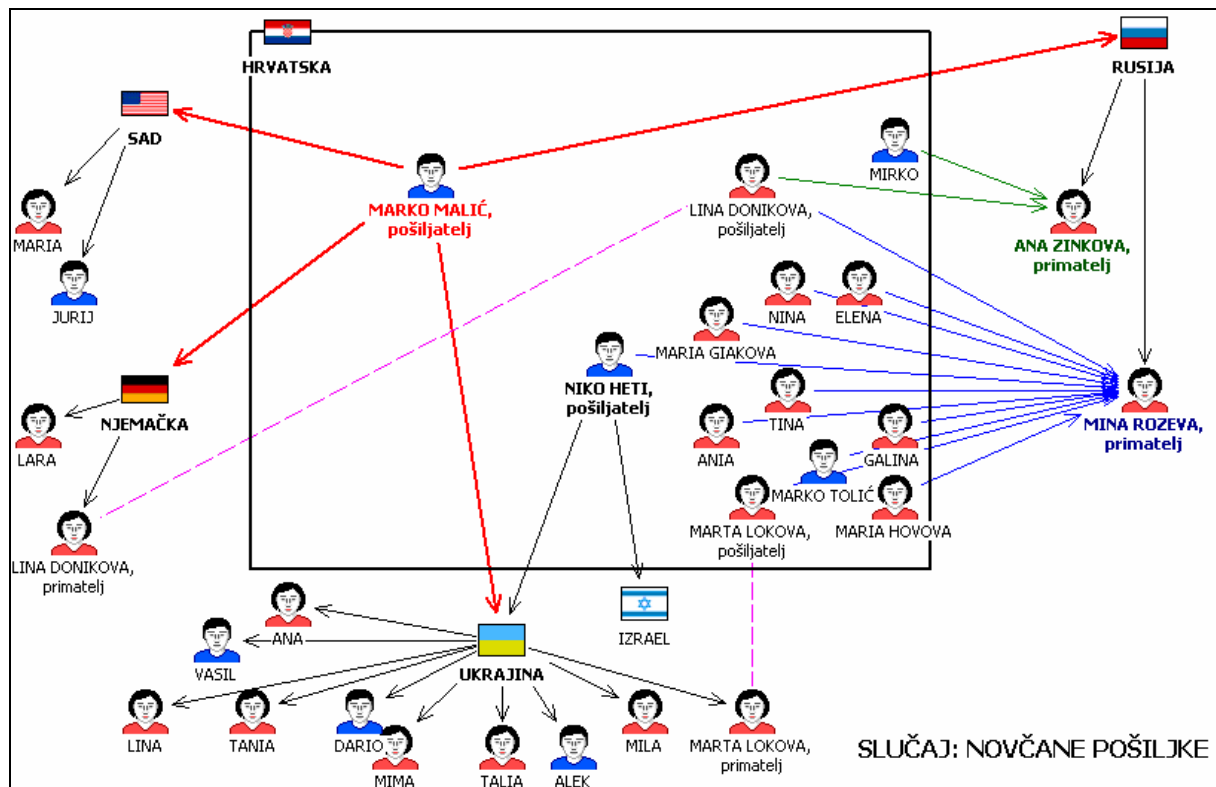 HRVATSKA
RUSIJA
SAD
MIRKO
MARIA
MARKO MALIĆ,
pošiljatelj
LINA DONIKOVA,
pošiljatelj
ANA ZINKOVA,
primatelj
JURIJ
NINA
ELENA
MARIA GIAKOVA
NIKO HETI,
pošiljatelj
NJEMAČKA
TINA
MINA ROZEVA,
primatelj
LARA
ANIA
GALINA
MARKO TOLIĆ
MARTA LOKOVA,
pošiljatelj
MARIA HOVOVA
LINA DONIKOVA,
primatelj
ANA
IZRAEL
VASIL
UKRAJINA
LINA
TANIA
DARIO
MIMA
TALIA
ALEK
MILA
MARTA LOKOVA,
primatelj
SLUČAJ: NOVČANE POŠILJKE